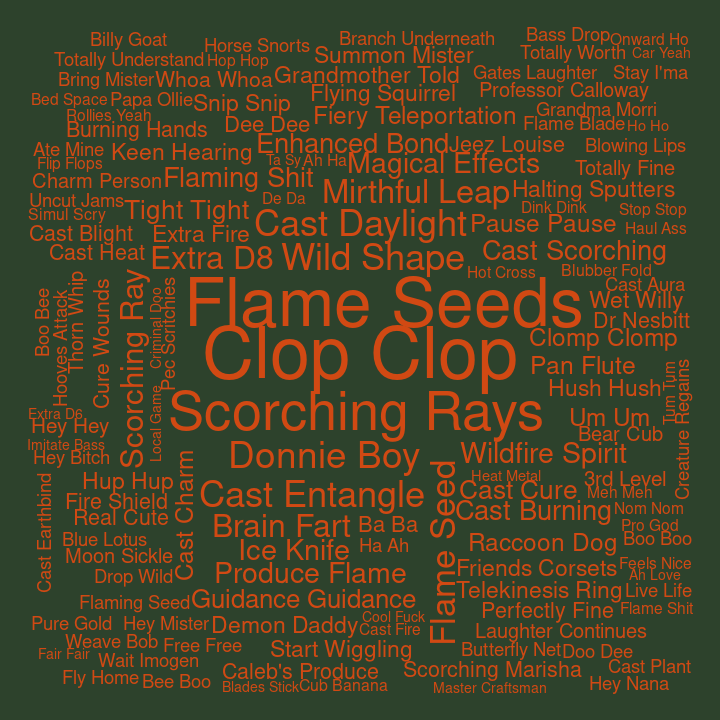 Billy Goat
Horse Snorts
Branch Underneath
Bass Drop
Onward Ho
Totally Understand
Hop Hop
Summon Mister
Totally Worth
Car Yeah
Bring Mister
Whoa Whoa
Grandmother Told
Gates Laughter
Stay I'ma
Bed Space
Papa Ollie
Snip Snip
Flying Squirrel
Professor Calloway
Rollies Yeah
Burning Hands
Dee Dee
Fiery Teleportation
Grandma Morri
Flame Blade
Ho Ho
Ate Mine
Keen Hearing
Enhanced Bond
Jeez Louise
Blowing Lips
Flip Flops
Ta Sy
Ah Ha
Magical Effects
Totally Fine
Charm Person
Flaming Shit
Mirthful Leap
Halting Sputters
Uncut Jams
Simul Scry
Tight Tight
De Da
Dink Dink
Stop Stop
Cast Blight
Extra Fire
Cast Daylight
Pause Pause
Haul Ass
Cast Heat
Extra D8
Wild Shape
Cast Scorching
Hot Cross
Blubber Fold
Cast Aura
Boo Bee
Hooves Attack
Thorn Whip
Cure Wounds
Scorching Ray
Criminal Doo
Pec Scritchies
Flame Seeds
Wet Willy
Dr Nesbitt
Clop Clop
Clomp Clomp
Pan Flute
Hush Hush
Tum Tum
Creature Regains
Local Game
Scorching Rays
Um Um
Bear Cub
Extra D6
Hey Hey
Imitate Bass
Hey Bitch
Donnie Boy
Wildfire Spirit
Hup Hup
Cast Charm
Heat Metal
3rd Level
Cast Earthbind
Fire Shield
Cast Entangle
Flame Seed
Cast Cure
Meh Meh
Real Cute
Brain Fart
Ba Ba
Cast Burning
Nom Nom
Pro God
Blue Lotus
Ice Knife
Ha Ah
Raccoon Dog
Boo Boo
Moon Sickle
Drop Wild
Produce Flame
Friends Corsets
Feels Nice
Ah Love
Flaming Seed
Guidance Guidance
Telekinesis Ring
Live Life
Pure Gold
Hey Mister
Demon Daddy
Cool Fuck
Cast Fire
Perfectly Fine
Flame Shit
Weave Bob
Free Free
Laughter Continues
Fair Fair
Wait Imogen
Start Wiggling
Butterfly Net
Doo Dee
Fly Home
Bee Boo
Caleb's Produce
Scorching Marisha
Cast Plant
Blades Stick
Cub Banana
Master Craftsman
Hey Nana